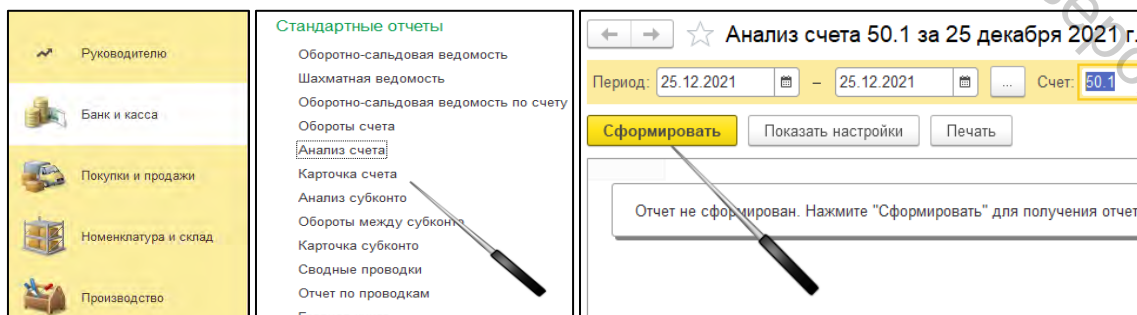 Руководителю
Банк и касса
Покупки и продажи
Номенклатура и склад
Производство
Стандартные отчеты
Оборотно-сальдовая ведомость
Шахматная ведомость
Оборотно-сальдовая ведомость по счету
Обороты счета
Анализ счета
Карточка счета
Анализ субконто
Обороты между субконто
Карточка субконто
Сводные проводки
Отчет по проводкам
Анализ счета 50.1 за 25 декабря 2021 г.
Период: 25.12.2021 – 25.12.2021 ... Счет: 50.1
Сформировать Показать настройки Печать
Отчет не сформирован. Нажмите "Сформировать" для получения отчет